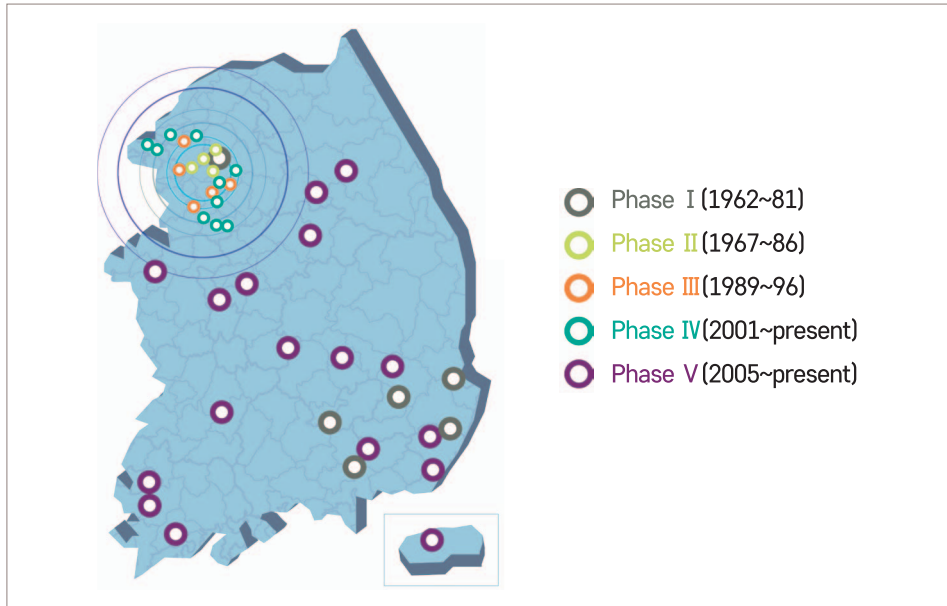 Phase Ⅰ (1962~81)
Phase Ⅱ (1967~86)
Phase Ⅲ (1989~96)
Phase Ⅳ (2001~present)
Phase Ⅴ (2005~present)